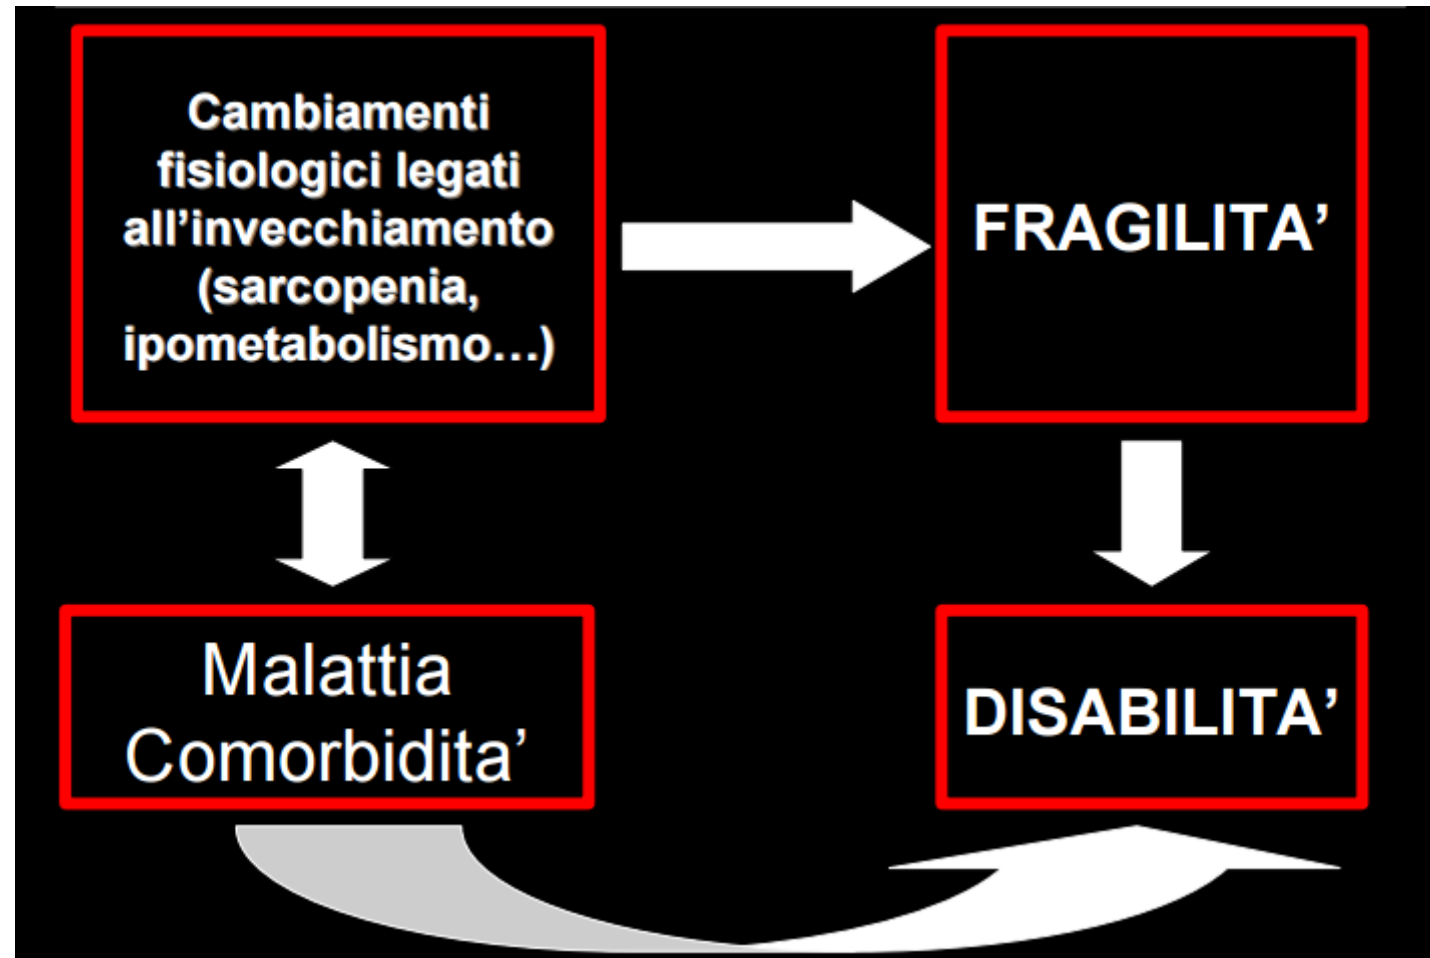 Cambiamenti
fisiologici legati
all’invecchiamento
(sarcopenia,
ipometabolismo…)
FRAGILITA’
Malattia
Comorbidita’
DISABILITA’